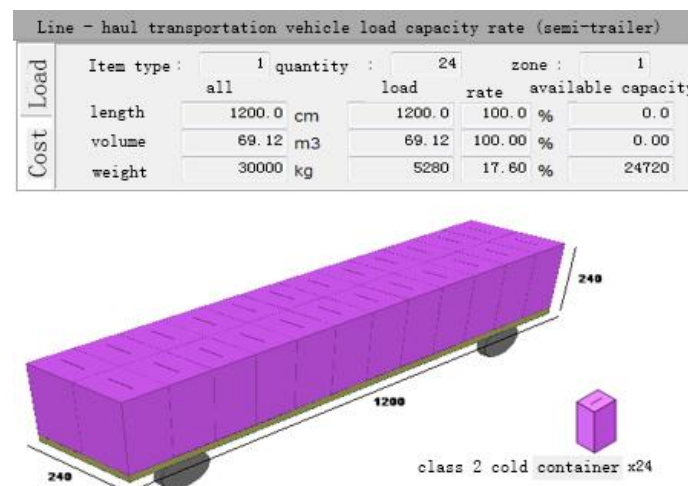 Line - haul transportation vehicle load capacity rate (semi-trailer)
Load
Cost
Item type : 1 quantity : 24 zone : 1
all load rate available capacity
length 1200.0 cm 1200.0 100.0 % 0.0
volume 69.12 m3 69.12 100.00 % 0.00
weight 30000 kg 5280 17.60 % 24720
240
1200
240
class 2 cold container x24